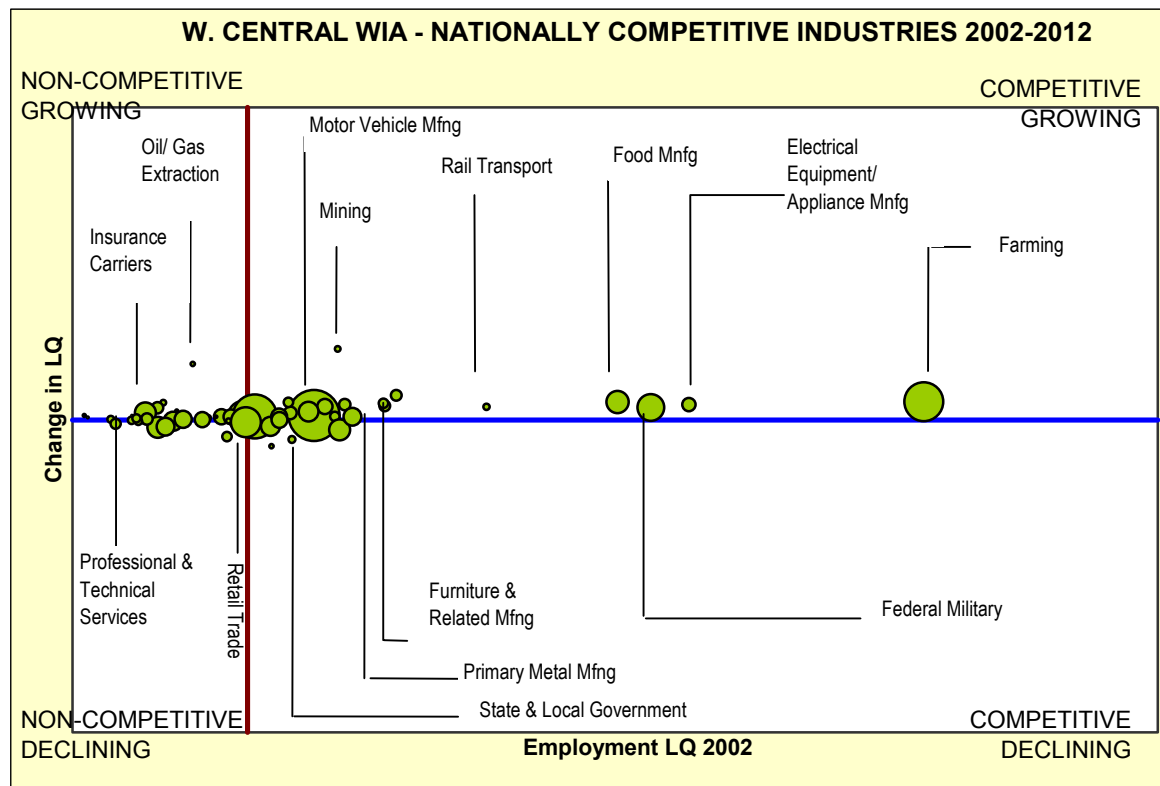 W. CENTRAL WIA - NATIONALLY COMPETITIVE INDUSTRIES 2002-2012
NON-COMPETITIVE
GROWING
COMPETITIVE
GROWING
Motor Vehicle Mfng
Oil/ Gas
Extraction
Rail Transport
Food Mnfg
Electrical
Equipment/
Appliance Mnfg
Mining
Insurance
Carriers
Farming
Change in LQ
Professional &
Technical
Services
Retail Trade
Furniture &
Related Mfng
Federal Military
Primary Metal Mfng
State & Local Government
NON-COMPETITIVE
DECLINING
Employment LQ 2002
COMPETITIVE
DECLINING